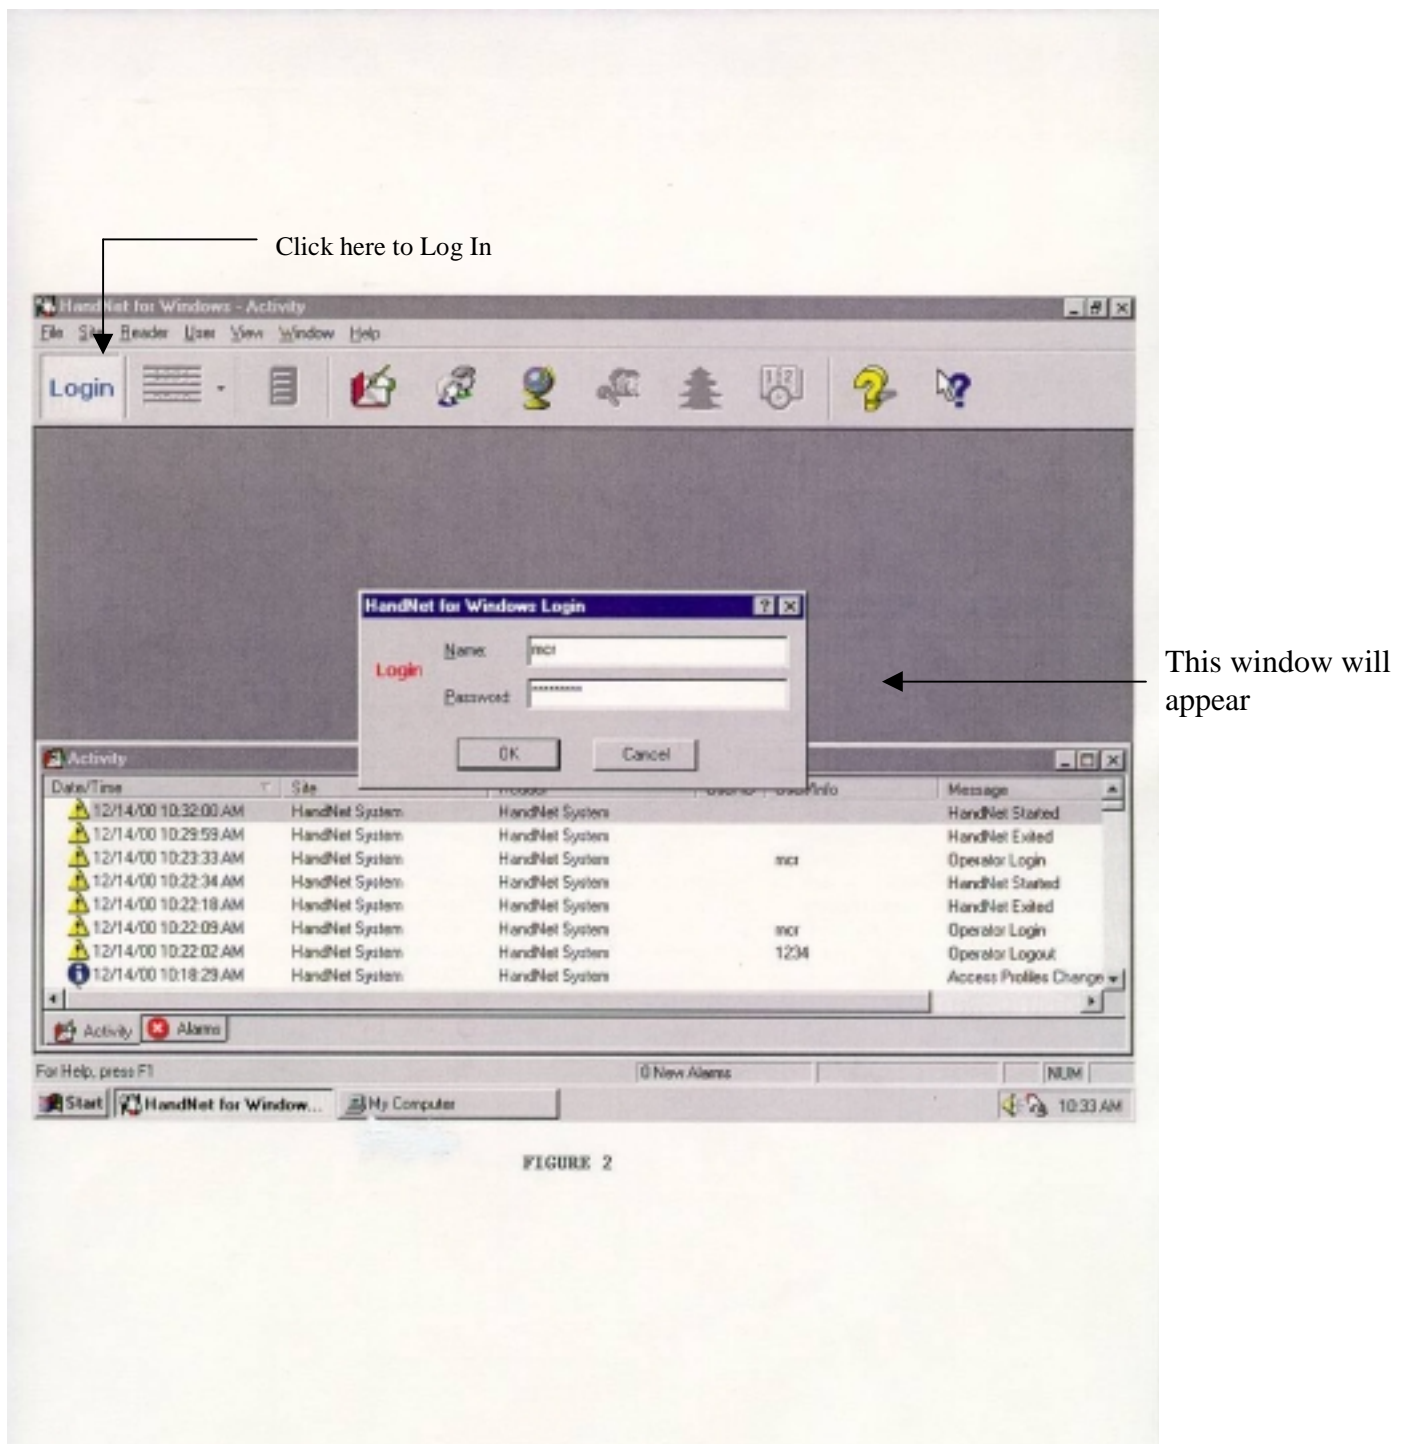 Click here to Log In
HandNet for Windows - Activity
File Site Reader User View Window Help
Login
HandNet for Windows Login
Name:
mcr
Login
This window will
appear
Password:
*********
OK Cancel
Activity
Date/Time Site Message
12/14/00 10:32:00 AM HandNet System HandNet System HandNet Started
12/14/00 10:29:59 AM HandNet System HandNet System HandNet Exited
12/14/00 10:23:33 AM HandNet System HandNet System mcr Operator Login
12/14/00 10:22:34 AM HandNet System HandNet System HandNet Started
12/14/00 10:22:18 AM HandNet System HandNet System HandNet Exited
12/14/00 10:22:09 AM HandNet System HandNet System mcr Operator Login
12/14/00 10:22:02 AM HandNet System HandNet System 1234 Operator Logout
12/14/00 10:18:29 AM HandNet System HandNet System Access Profiles Change
Activity Alarms
For Help, press F1 0 New Alarms NUM
Start HandNet for Window... My Computer 10:33 AM
FIGURE 2